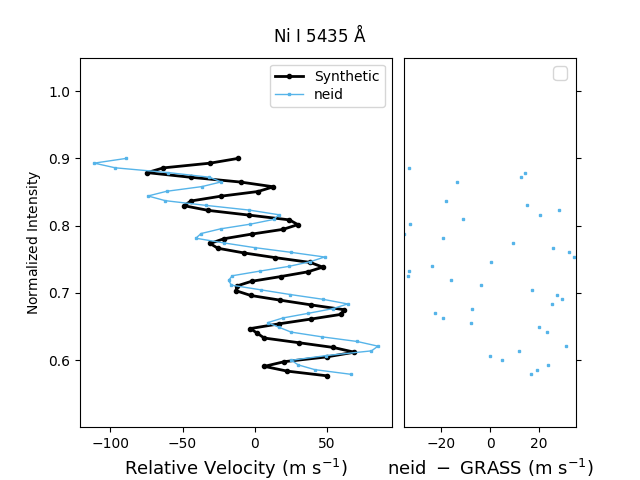 Ni I 5435 Å
Synthetic
neid
Normalized Intensity
1.0
0.9
0.8
0.7
0.6
−100
−50
0
50
−20
0
20
Relative Velocity (m s⁻¹)
neid − GRASS (m s⁻¹)